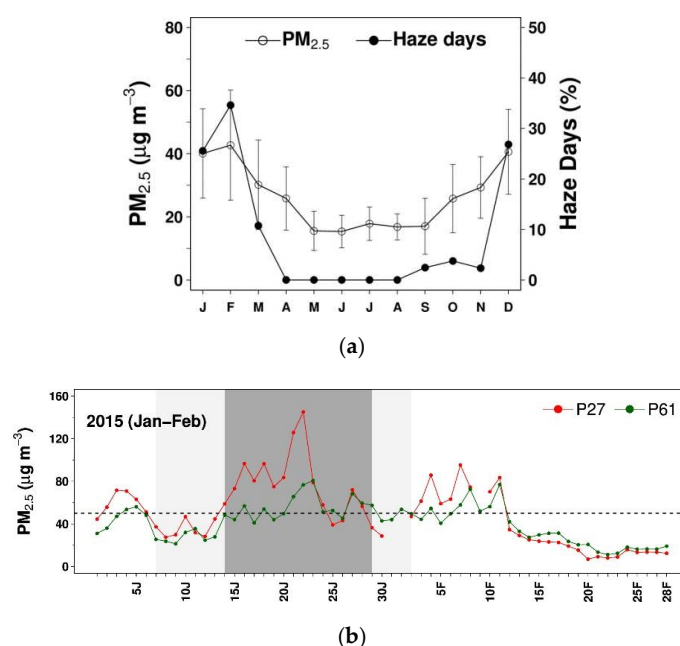 80
60
40
20
0
PM2.5 (µg m−3)
PM2.5
Haze days
50
40
30
20
10
0
Haze Days (%)
J F M A M J J A S O N D
(a)
160
120
80
40
0
PM2.5 (µg m−3)
2015 (Jan−Feb)
P27 P61
5J 10J 15J 20J 25J 30J 5F 10F 15F 20F 25F 28F
(b)